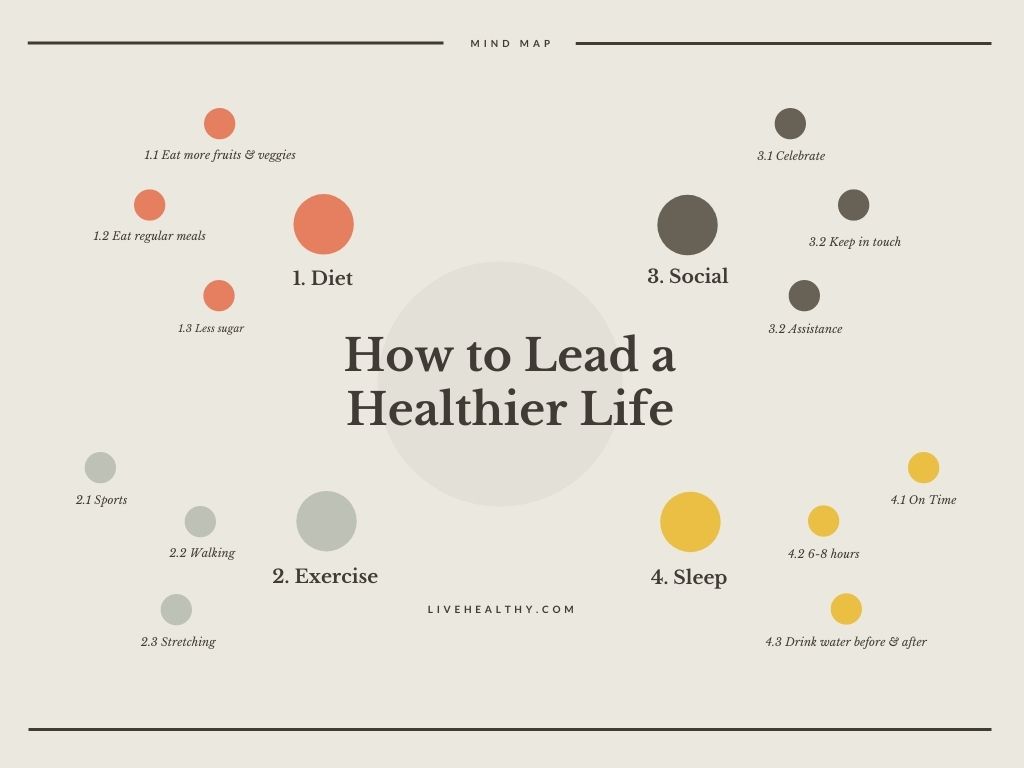 MIND MAP
1.1 Eat more fruits & veggies
1.2 Eat regular meals
1. Diet
1.3 Less sugar
3.1 Celebrate
3.2 Keep in touch
3. Social
3.2 Assistance
How to Lead a
Healthier Life
2.1 Sports
2.2 Walking
2. Exercise
2.3 Stretching
4.1 On Time
4.2 6-8 hours
4. Sleep
4.3 Drink water before & after
LIVEHEALTHY.COM